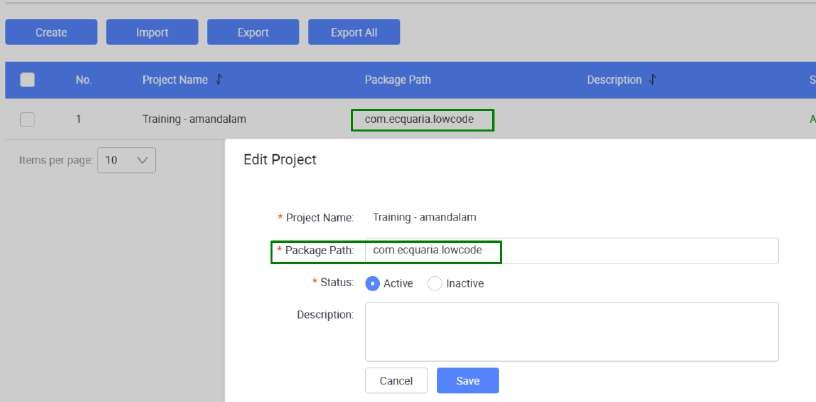 Create Import Export Export All
No. Project Name Package Path Description S
1 Training - amandalam com.ecquaria.lowcode A
Items per page: 10
Edit Project
* Project Name: Training - amandalam
* Package Path: com.ecquaria.lowcode
* Status: Active Inactive
Description:
Cancel Save